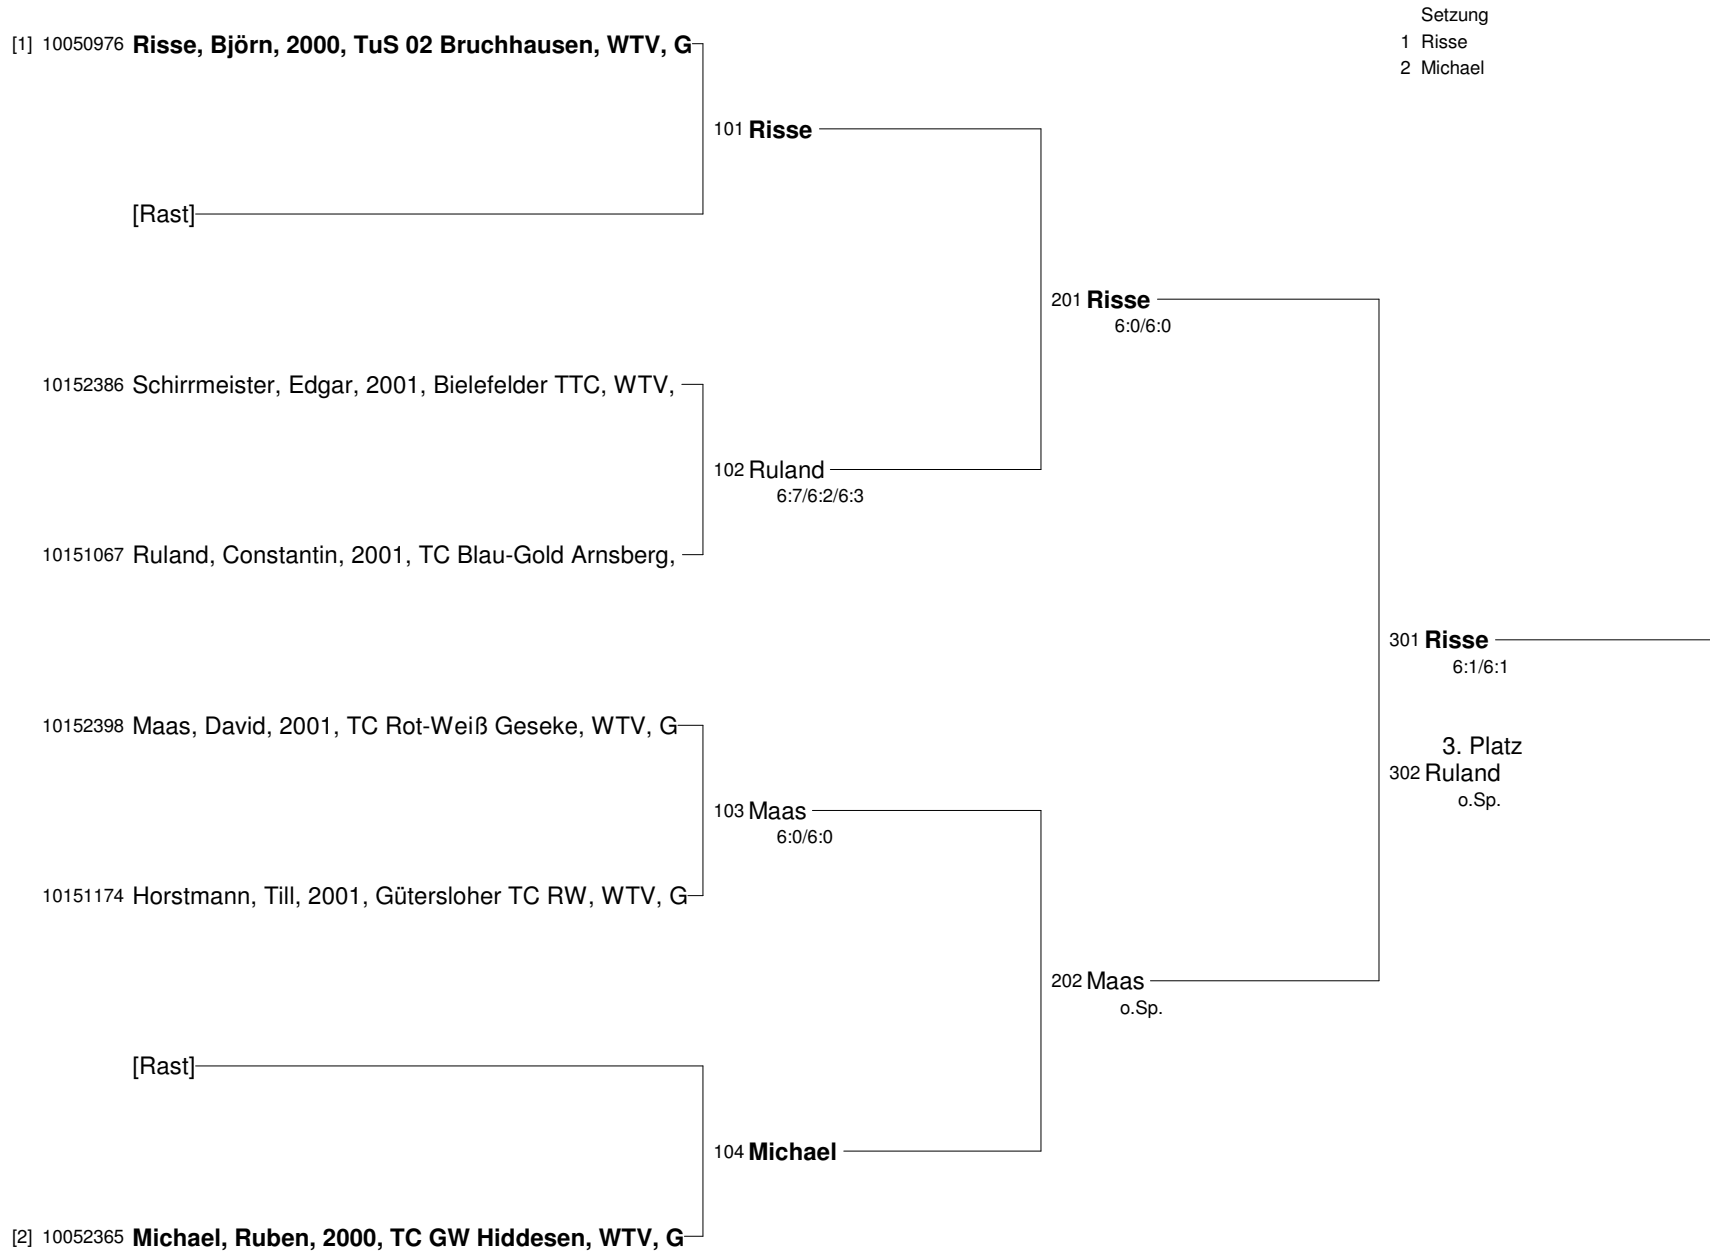 Setzung
1 Risse
2 Michael
[1] 10050976 Risse, Björn, 2000, TuS 02 Bruchhausen, WTV, G
101 Risse
[Rast]
201 Risse
6:0/6:0
10152386 Schirrmeister, Edgar, 2001, Bielefelder TTC, WTV,
102 Ruland
6:7/6:2/6:3
10151067 Ruland, Constantin, 2001, TC Blau-Gold Arnsberg,
301 Risse
6:1/6:1
10152398 Maas, David, 2001, TC Rot-Weiß Geseke, WTV, G
3. Platz
302 Ruland
o.Sp.
103 Maas
6:0/6:0
10151174 Horstmann, Till, 2001, Gütersloher TC RW, WTV, G
202 Maas
o.Sp.
[Rast]
104 Michael
[2] 10052365 Michael, Ruben, 2000, TC GW Hiddesen, WTV, G